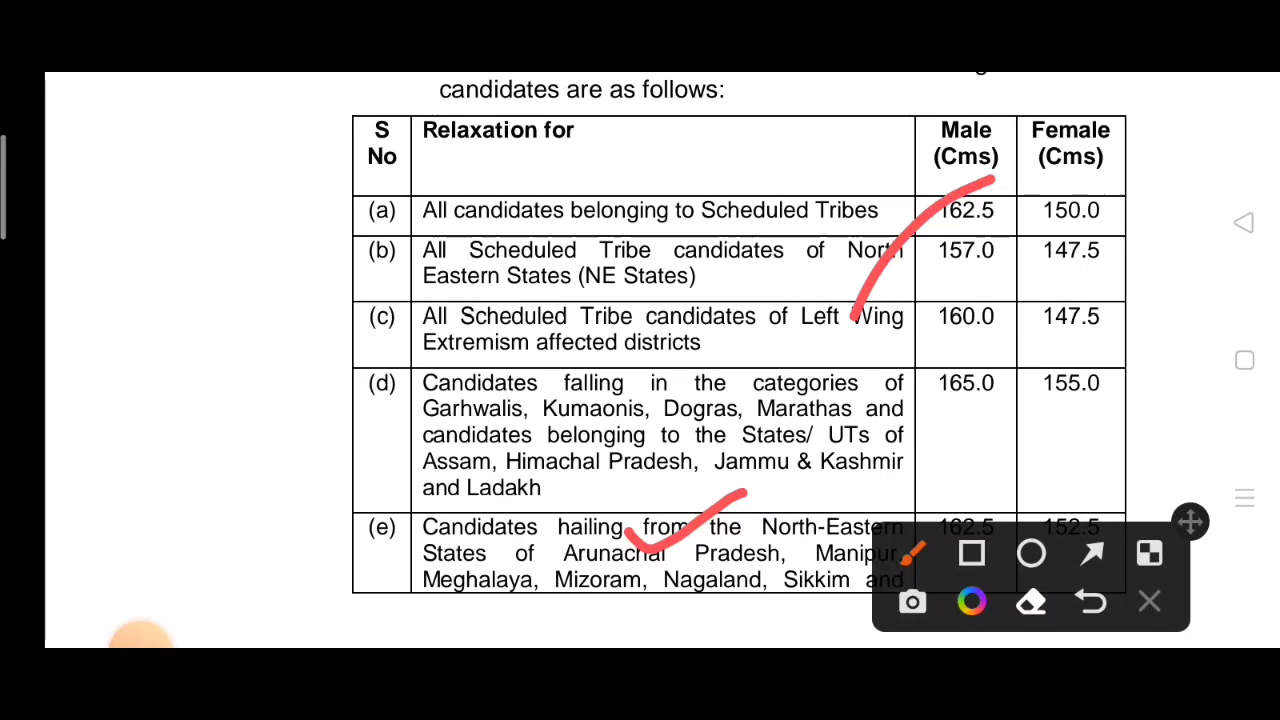 candidates are as follows:
S No
Relaxation for
Male (Cms)
Female (Cms)
(a) All candidates belonging to Scheduled Tribes 162.5 150.0
(b) All Scheduled Tribe candidates of North 157.0 147.5
Eastern States (NE States)
(c) All Scheduled Tribe candidates of Left Wing 160.0 147.5
Extremism affected districts
(d) Candidates falling in the categories of 165.0 155.0
Garhwalis, Kumaonis, Dogras, Marathas and
candidates belonging to the States/ UTs of
Assam, Himachal Pradesh, Jammu & Kashmir
and Ladakh
(e) Candidates hailing from the North-Eastern 162.5 152.5
States of Arunachal Pradesh, Manipur,
Meghalaya, Mizoram, Nagaland, Sikkim and